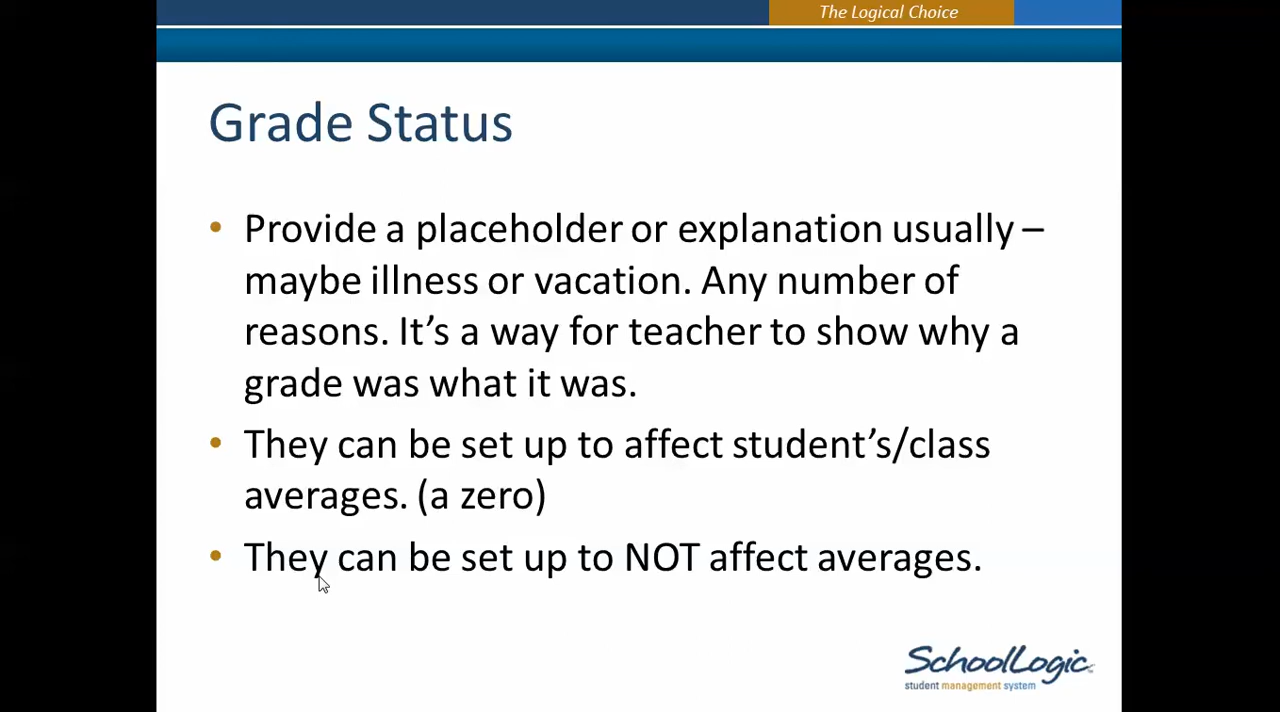 The Logical Choice
Grade Status
• Provide a placeholder or explanation usually –
maybe illness or vacation. Any number of
reasons. It’s a way for teacher to show why a
grade was what it was.
• They can be set up to affect student’s/class
averages. (a zero)
• They can be set up to NOT affect averages.
SchoolLogic™
student management system